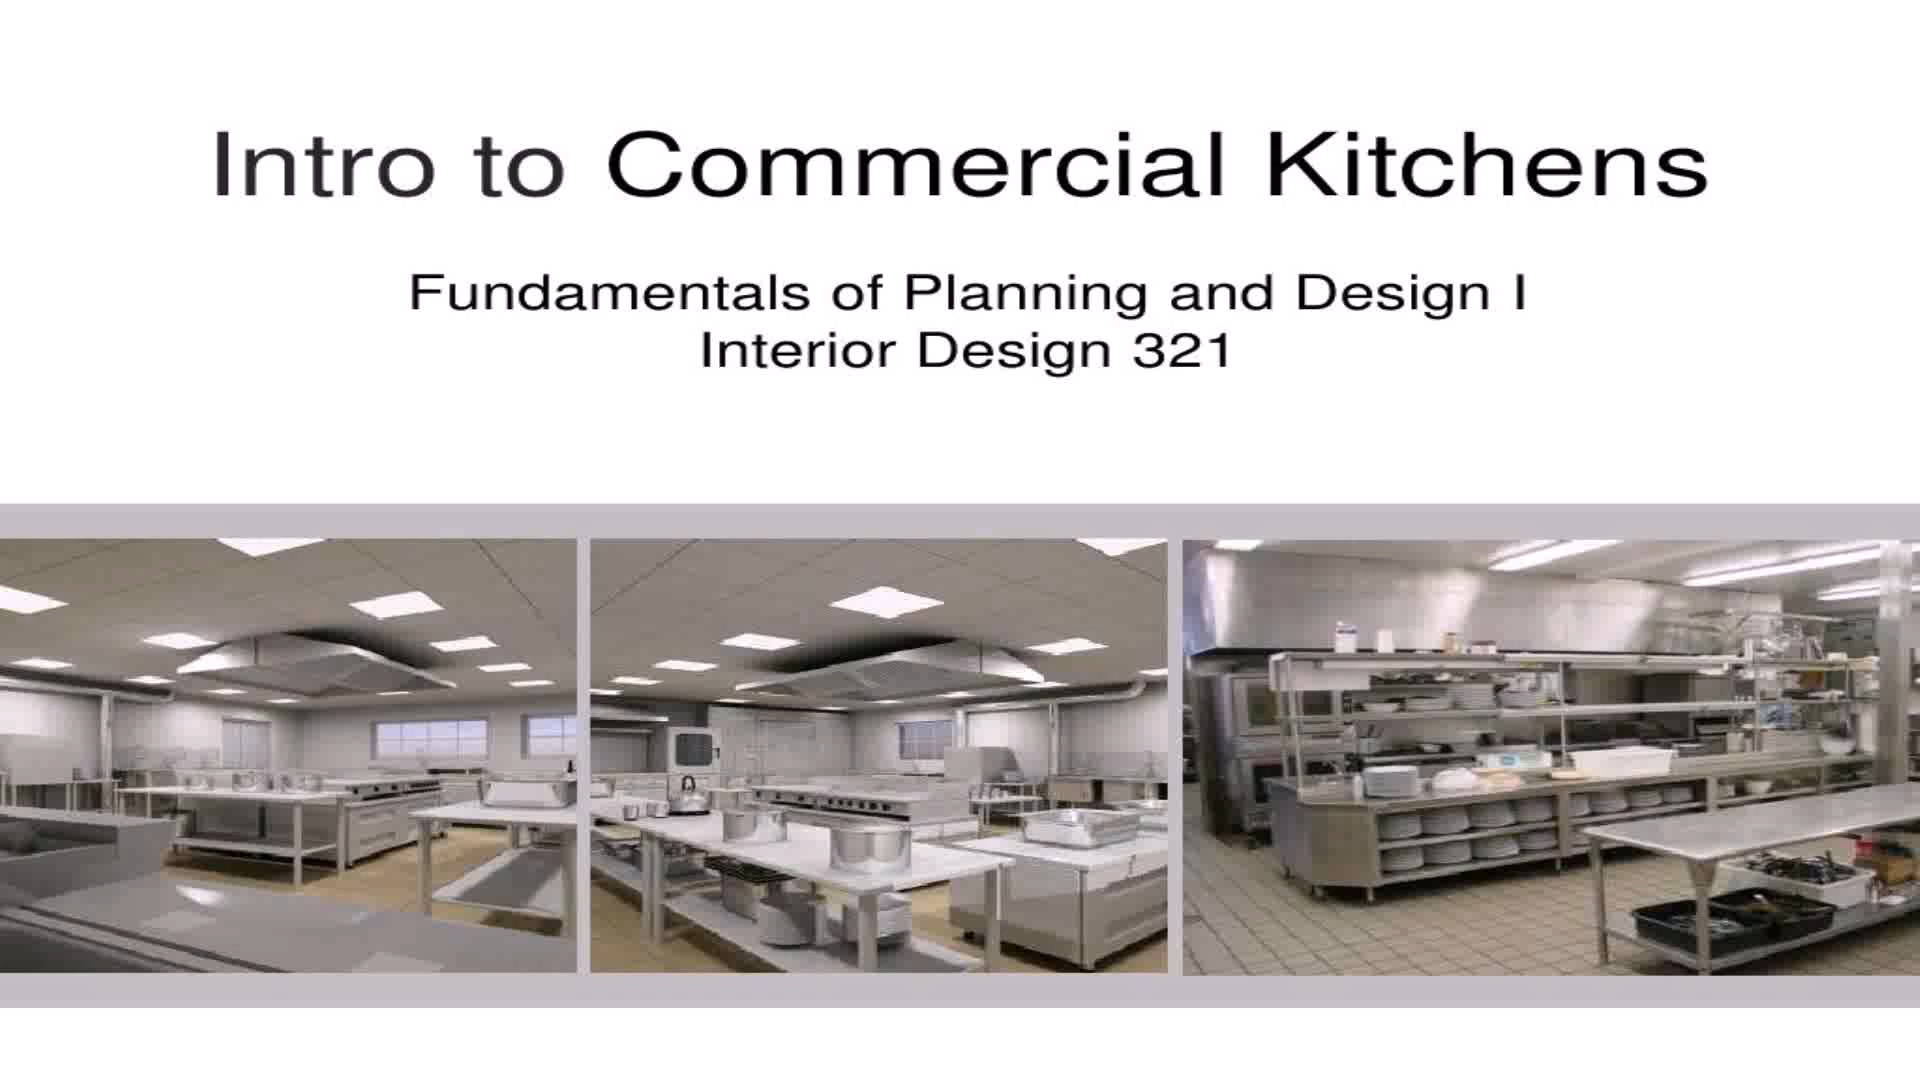 Intro to Commercial Kitchens
Fundamentals of Planning and Design I
Interior Design 321